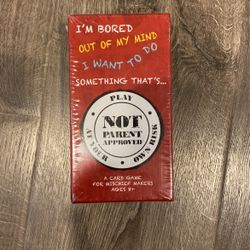 I'M BORED
OUT OF MY MIND
I WANT TO DO
SOMETHING THAT'S...
PLAY
NOT
PARENT
APPROVED
AT YOUR OWN RISK
A CARD GAME
FOR MISCHIEF MAKERS
AGES 8+